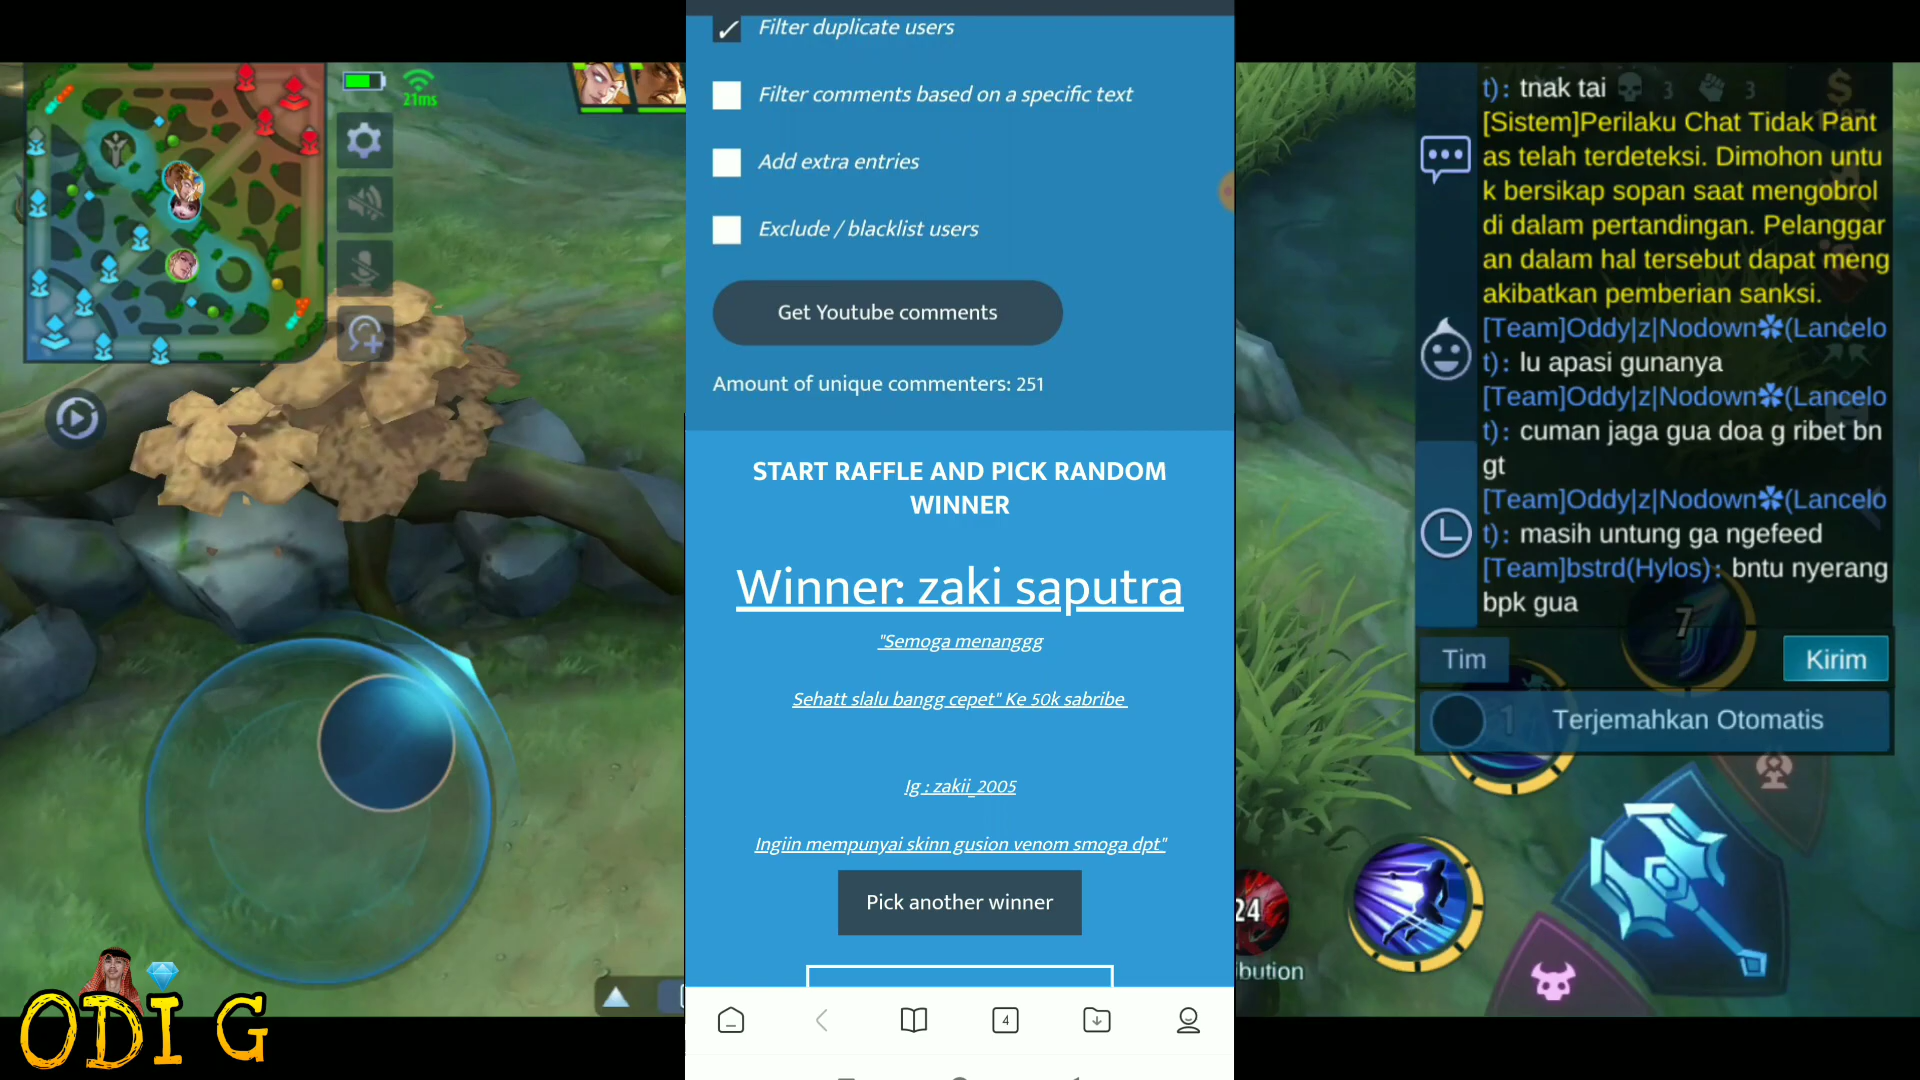 21ms
Filter duplicate users
Filter comments based on a specific text
Add extra entries
Exclude / blacklist users
Get Youtube comments
Amount of unique commenters: 251
START RAFFLE AND PICK RANDOM
WINNER
Winner: zaki saputra
"Semoga menanggg
Sehatt slalu bangg cepet" Ke 50k sabribe
Ig : zakii_2005
Ingiin mempunyai skinn gusion venom smoga dpt"
Pick another winner
4
t): tnak tai
3
3
[Sistem]Perilaku Chat Tidak Pant
as telah terdeteksi. Dimohon untu
k bersikap sopan saat mengobrol
di dalam pertandingan. Pelanggar
an dalam hal tersebut dapat meng
akibatkan pemberian sanksi.
[Team]Oddy|z|Nodown✽(Lancelo
t): lu apasi gunanya
[Team]Oddy|z|Nodown✽(Lancelo
t): cuman jaga gua doa g ribet bn
gt
[Team]Oddy|z|Nodown✽(Lancelo
t): masih untung ga ngefeed
[Team]bstrd(Hylos): bntu nyerang
bpk gua
7
Tim
Kirim
1
Terjemahkan Otomatis
24
bution
ODI G